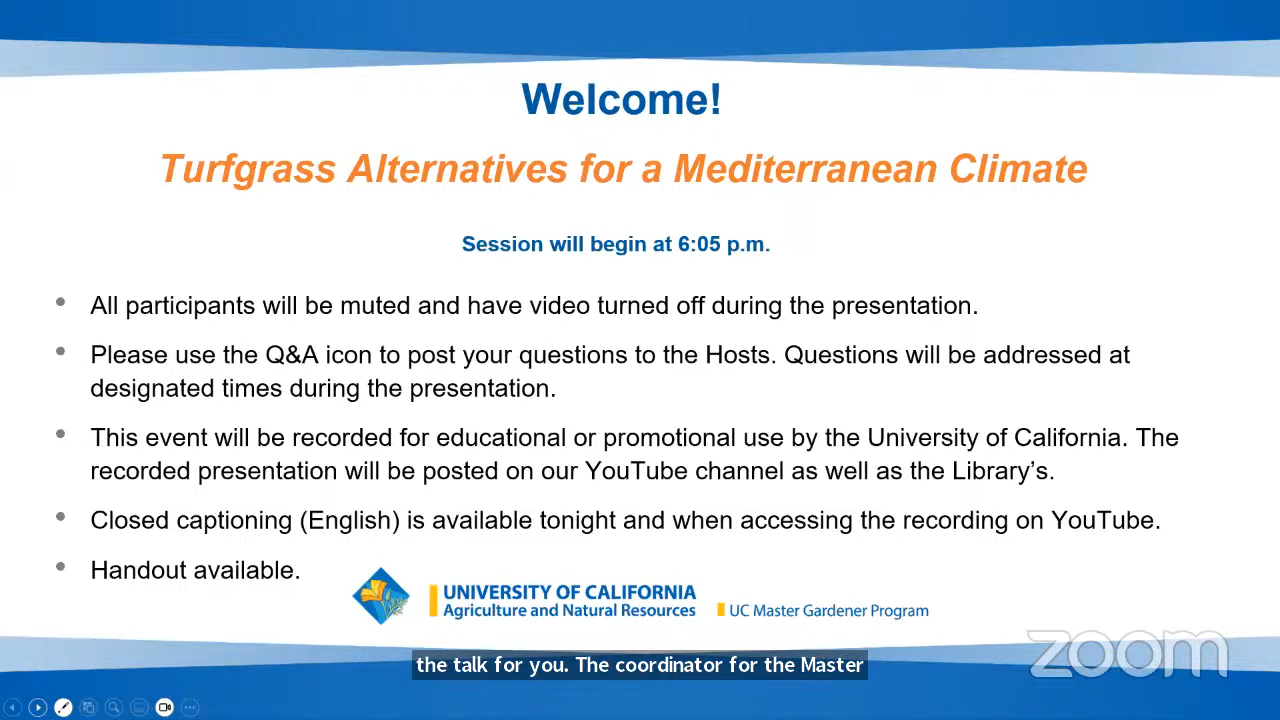 Welcome!
Turfgrass Alternatives for a Mediterranean Climate
Session will begin at 6:05 p.m.
• All participants will be muted and have video turned off during the presentation.
• Please use the Q&A icon to post your questions to the Hosts. Questions will be addressed at
designated times during the presentation.
• This event will be recorded for educational or promotional use by the University of California. The
recorded presentation will be posted on our YouTube channel as well as the Library's.
• Closed captioning (English) is available tonight and when accessing the recording on YouTube.
• Handout available.
UNIVERSITY OF CALIFORNIA
Agriculture and Natural Resources
UC Master Gardener Program
zoom
the talk for you. The coordinator for the Master